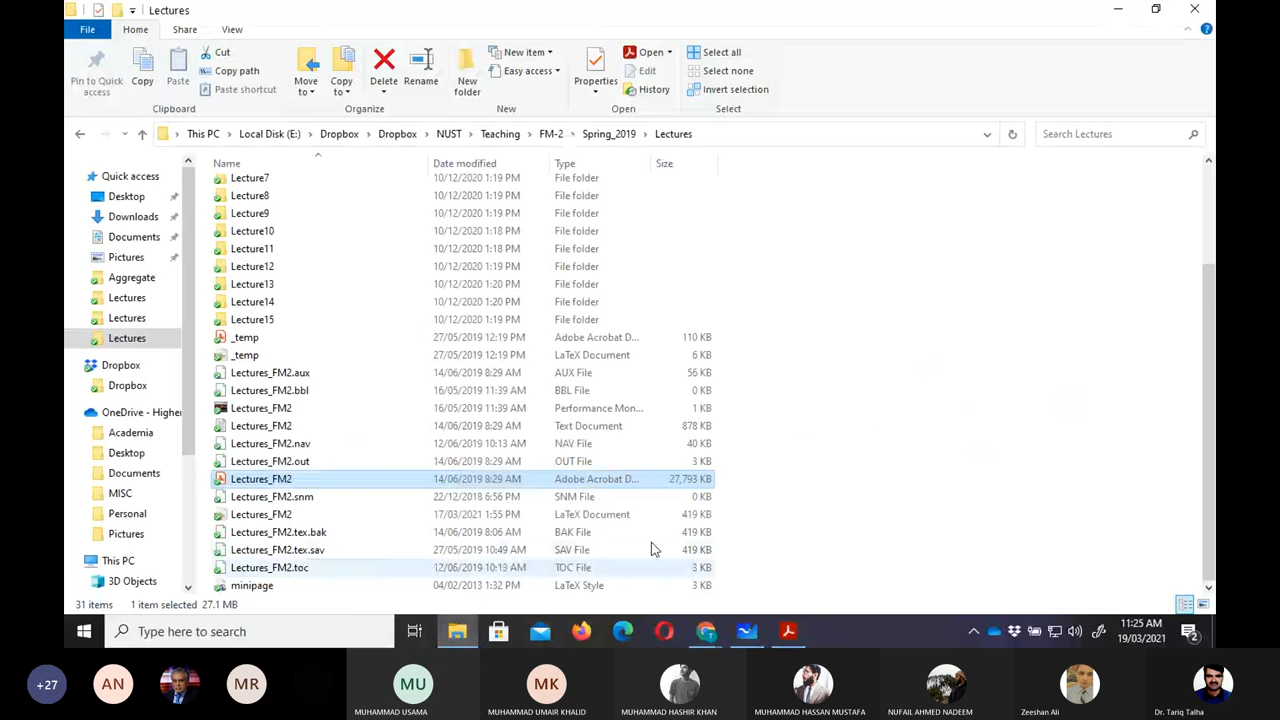 Lectures
File Home Share View
Pin to Quick access
Copy
Paste
Cut
Copy path
Paste shortcut
Clipboard
Move to
Copy to
Delete
Rename
Organize
New folder
New item
Easy access
New
Properties
Open
Edit
History
Open
Select all
Select none
Invert selection
Select
This PC > Local Disk (E:) > Dropbox > Dropbox > NUST > Teaching > FM-2 > Spring_2019 > Lectures
Search Lectures
Quick access
Desktop
Downloads
Documents
Pictures
Aggregate
Lectures
Lectures
Lectures
Dropbox
Dropbox
OneDrive - Higher
Academia
Desktop
Documents
MISC
Personal
Pictures
This PC
3D Objects
Name Date modified Type Size
Lecture7 10/12/2020 1:19 PM File folder
Lecture8 10/12/2020 1:19 PM File folder
Lecture9 10/12/2020 1:19 PM File folder
Lecture10 10/12/2020 1:18 PM File folder
Lecture11 10/12/2020 1:18 PM File folder
Lecture12 10/12/2020 1:19 PM File folder
Lecture13 10/12/2020 1:20 PM File folder
Lecture14 10/12/2020 1:20 PM File folder
Lecture15 10/12/2020 1:19 PM File folder
_temp 27/05/2019 12:19 PM Adobe Acrobat D... 110 KB
_temp 27/05/2019 12:19 PM LaTeX Document 6 KB
Lectures_FM2.aux 14/06/2019 8:29 AM AUX File 56 KB
Lectures_FM2.bbl 16/05/2019 11:39 AM BBL File 0 KB
Lectures_FM2 16/05/2019 11:39 AM Performance Mon... 1 KB
Lectures_FM2 14/06/2019 8:29 AM Text Document 878 KB
Lectures_FM2.nav 12/06/2019 10:13 AM NAV File 40 KB
Lectures_FM2.out 14/06/2019 8:29 AM OUT File 3 KB
Lectures_FM2 14/06/2019 8:29 AM Adobe Acrobat D... 27,793 KB
Lectures_FM2.snm 22/12/2018 6:56 PM SNM File 0 KB
Lectures_FM2 17/03/2021 1:55 PM LaTeX Document 419 KB
Lectures_FM2.tex.bak 14/06/2019 8:06 AM BAK File 419 KB
Lectures_FM2.tex.sav 27/05/2019 10:49 AM SAV File 419 KB
Lectures_FM2.toc 12/06/2019 10:13 AM TOC File 3 KB
minipage 04/02/2013 1:32 PM LaTeX Style 3 KB
31 items 1 item selected 27.1 MB
Type here to search
11:25 AM
19/03/2021
2
+27 AN MR MU MK
MUHAMMAD USAMA
MUHAMMAD UMAIR KHALID
MUHAMMAD HASHIR KHAN
MUHAMMAD HASSAN MUSTAFA
NUFAIL AHMED NADEEM
Zeeshan Ali
Dr. Tariq Talha